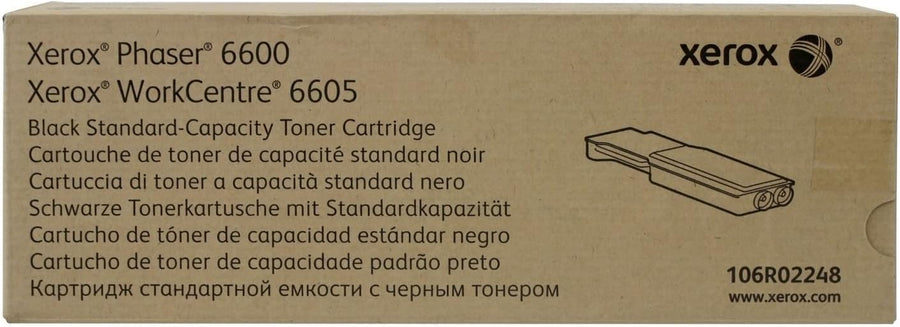 Xerox® Phaser® 6600
Xerox® WorkCentre® 6605
Black Standard-Capacity Toner Cartridge
Cartouche de toner de capacité standard noir
Cartuccia di toner a capacità standard nero
Schwarze Tonerkartusche mit Standardkapazität
Cartucho de tóner de capacidad estándar negro
Cartucho de toner de capacidade padrão preto
Картридж стандартной емкости с черным тонером
xerox®
106R02248
www.xerox.com